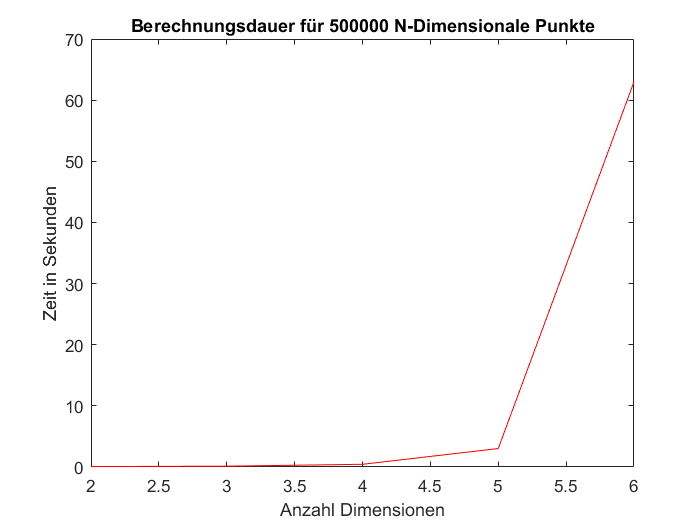 Berechnungsdauer für 500000 N-Dimensionale Punkte
70
60
50
40
30
20
10
0
Zeit in Sekunden
2 2.5 3 3.5 4 4.5 5 5.5 6
Anzahl Dimensionen